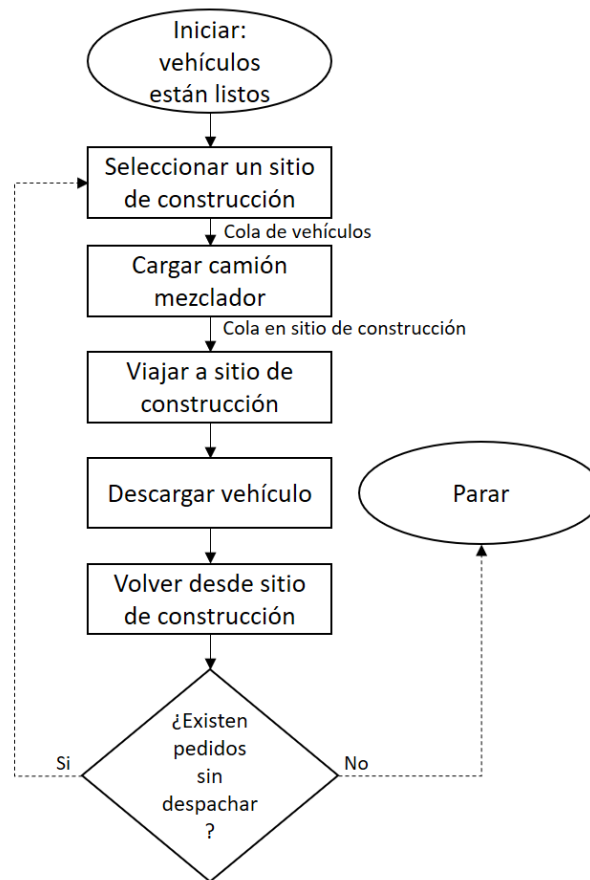 Iniciar:
vehículos
están listos
Seleccionar un sitio
de construcción
Cola de vehículos
Cargar camión
mezclador
Cola en sitio de construcción
Viajar a sitio de
construcción
Descargar vehículo
Parar
Volver desde sitio
de construcción
¿Existen
pedidos
sin
despachar
?
Si
No